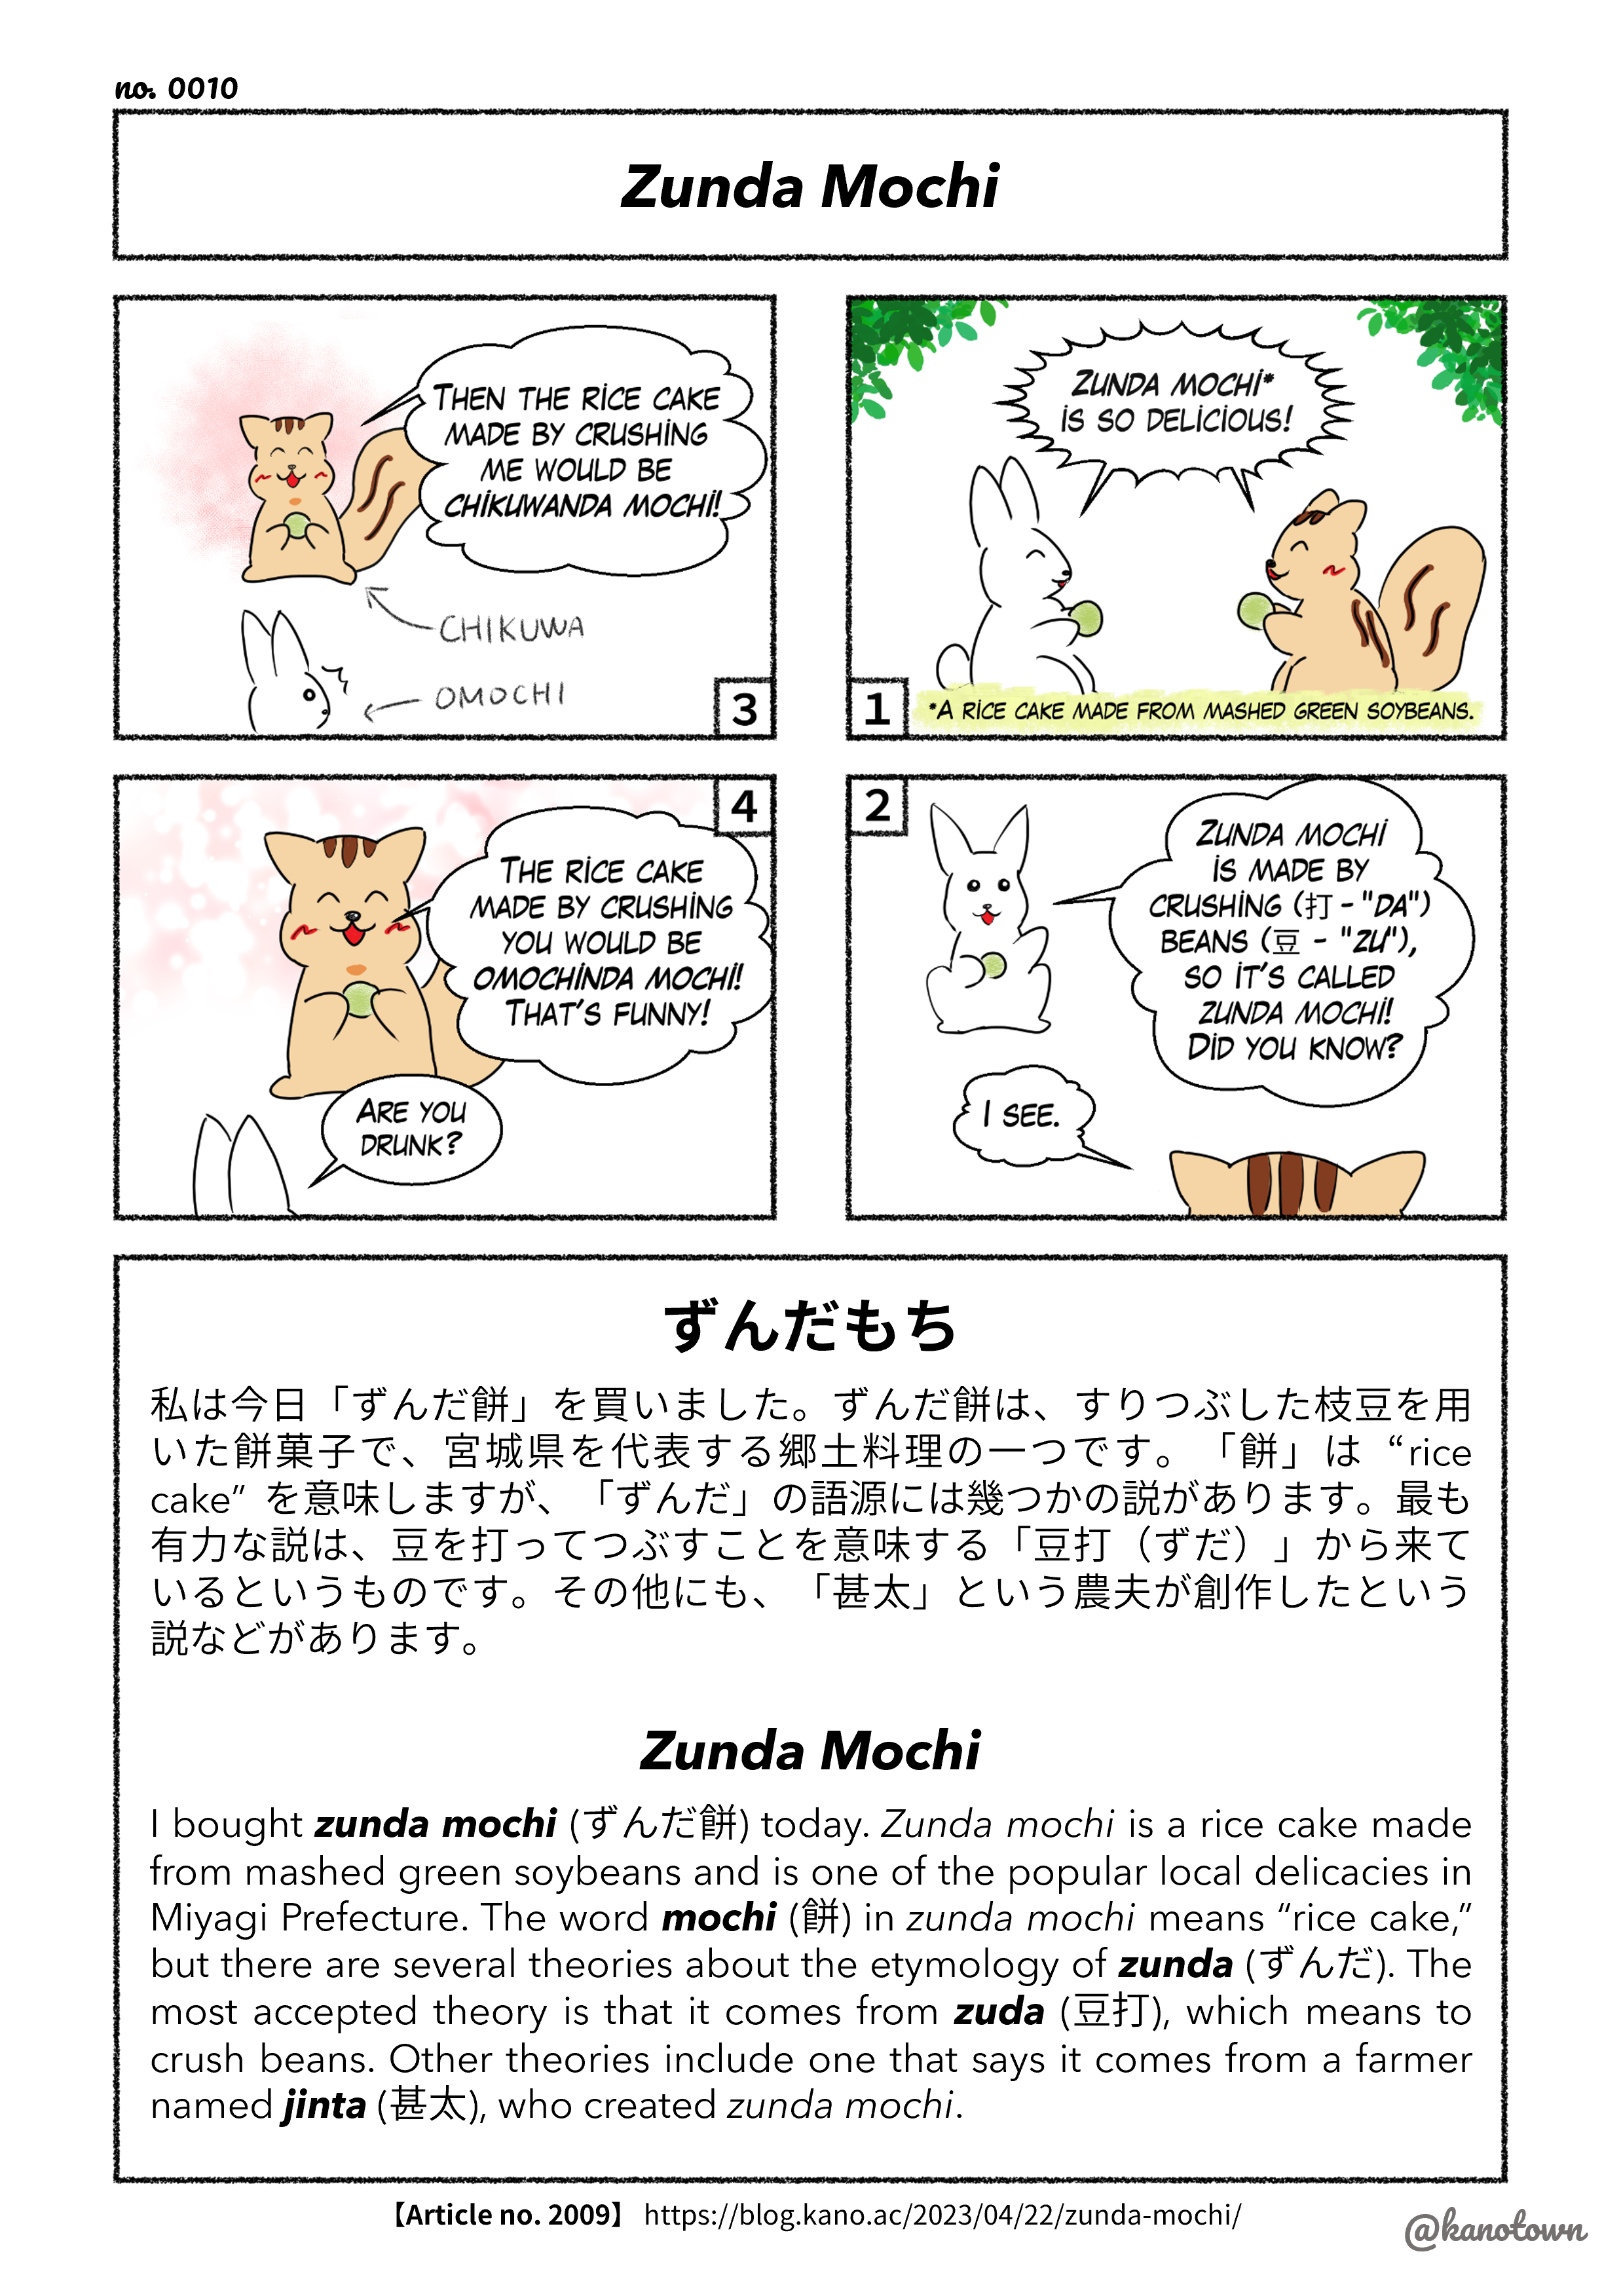 no. 0010
Zunda Mochi
ZUNDA MOCHI*
IS SO DELICIOUS!
*A RICE CAKE MADE FROM MASHED GREEN SOYBEANS.
1
2
ZUNDA MOCHI
IS MADE BY
CRUSHING (打 - "DA")
BEANS (豆 - "ZU"),
SO IT'S CALLED
ZUNDA MOCHI!
DID YOU KNOW?
I SEE.
THEN THE RICE CAKE
MADE BY CRUSHING
ME WOULD BE
CHIKUWANDA MOCHI!
CHIKUWA
OMOCHI
3
4
THE RICE CAKE
MADE BY CRUSHING
YOU WOULD BE
OMOCHINDA MOCHI!
THAT'S FUNNY!
ARE YOU
DRUNK?
ずんだもち
私は今日「ずんだ餅」を買いました。ずんだ餅は、すりつぶした枝豆を用
いた餅菓子で、宮城県を代表する郷土料理の一つです。「餅」は “rice
cake” を意味しますが、「ずんだ」の語源には幾つかの説があります。最も
有力な説は、豆を打ってつぶすことを意味する「豆打（ずだ）」から来て
いるというものです。その他にも、「甚太」という農夫が創作したという
説などがあります。
Zunda Mochi
I bought zunda mochi (ずんだ餅) today. Zunda mochi is a rice cake made
from mashed green soybeans and is one of the popular local delicacies in
Miyagi Prefecture. The word mochi (餅) in zunda mochi means “rice cake,”
but there are several theories about the etymology of zunda (ずんだ). The
most accepted theory is that it comes from zuda (豆打), which means to
crush beans. Other theories include one that says it comes from a farmer
named jinta (甚太), who created zunda mochi.
【Article no. 2009】 https://blog.kano.ac/2023/04/22/zunda-mochi/
@kanotown